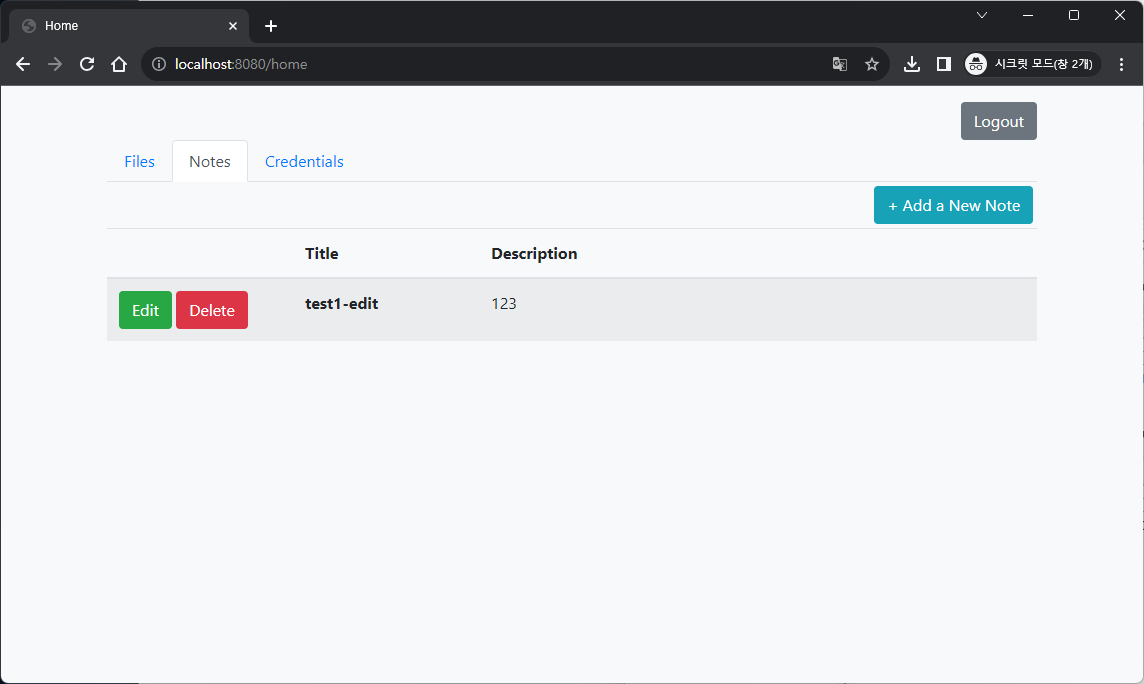 Home
localhost:8080/home
시크릿 모드(창 2개)
Logout
Files Notes Credentials
+ Add a New Note
Title Description
Edit Delete test1-edit 123